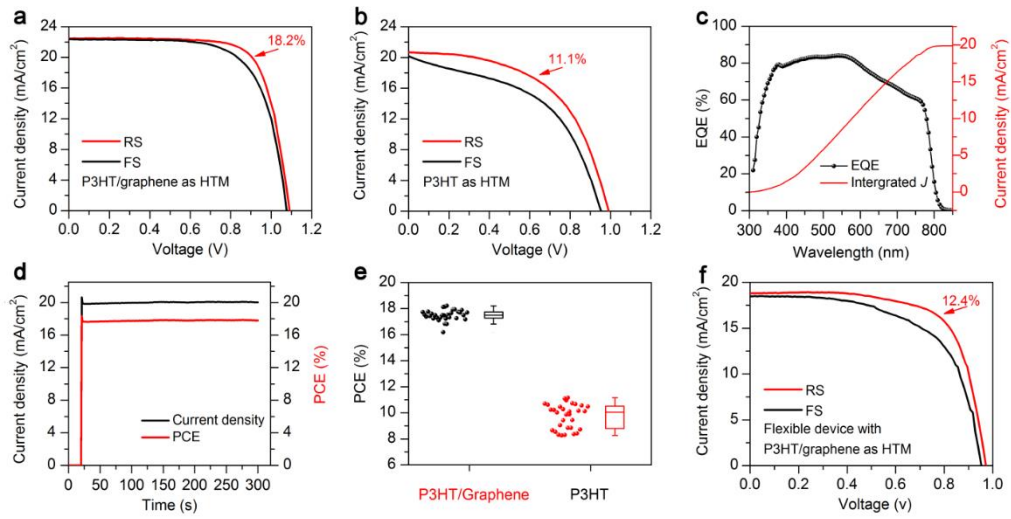 a
24
20
16
12
8
4
0
Current density (mA/cm²)
18.2%
RS
FS
P3HT/graphene as HTM
0.0 0.2 0.4 0.6 0.8 1.0 1.2
Voltage (V)
b
24
20
16
12
8
4
0
Current density (mA/cm²)
11.1%
RS
FS
P3HT as HTM
0.0 0.2 0.4 0.6 0.8 1.0 1.2
Voltage (V)
c
100
80
60
40
20
0
EQE (%)
EQE
Intergrated J
20
15
10
5
0
Current density (mA/cm²)
300 400 500 600 700 800
Wavelength (nm)
d
20
16
12
8
4
0
Current density (mA/cm²)
Current density
PCE
20
16
12
8
4
0
PCE (%)
0 50 100 150 200 250 300
Time (s)
e
20
18
16
14
12
10
8
6
PCE (%)
P3HT/Graphene P3HT
f
20
15
10
5
0
Current density (mA/cm²)
12.4%
RS
FS
Flexible device with
P3HT/graphene as HTM
0.0 0.2 0.4 0.6 0.8 1.0
Voltage (v)